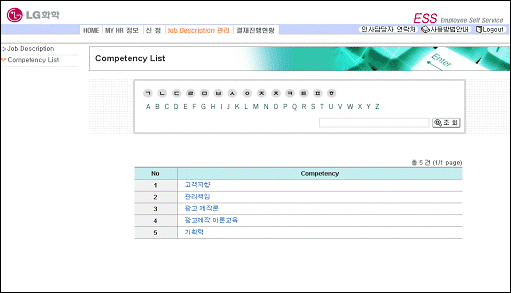 LG화학
ESS Employee Self Service
HOME | MY HR 정보 | 신 청 | Job Description 관리 | 결재진행현황
인사담당자 연락처 사용방법안내 Logout
Job Description
Competency List
Competency List
Enter
ㄱ ㄴ ㄷ ㄹ ㅁ ㅂ ㅅ ㅇ ㅈ ㅊ ㅋ ㅌ ㅍ ㅎ
A B C D E F G H I J K L M N O P Q R S T U V W X Y Z
조 회
총 5 건 (1/1 page)
No Competency
1 고객지향
2 관리책임
3 광고 제작론
4 광고제작 이론교육
5 기획력